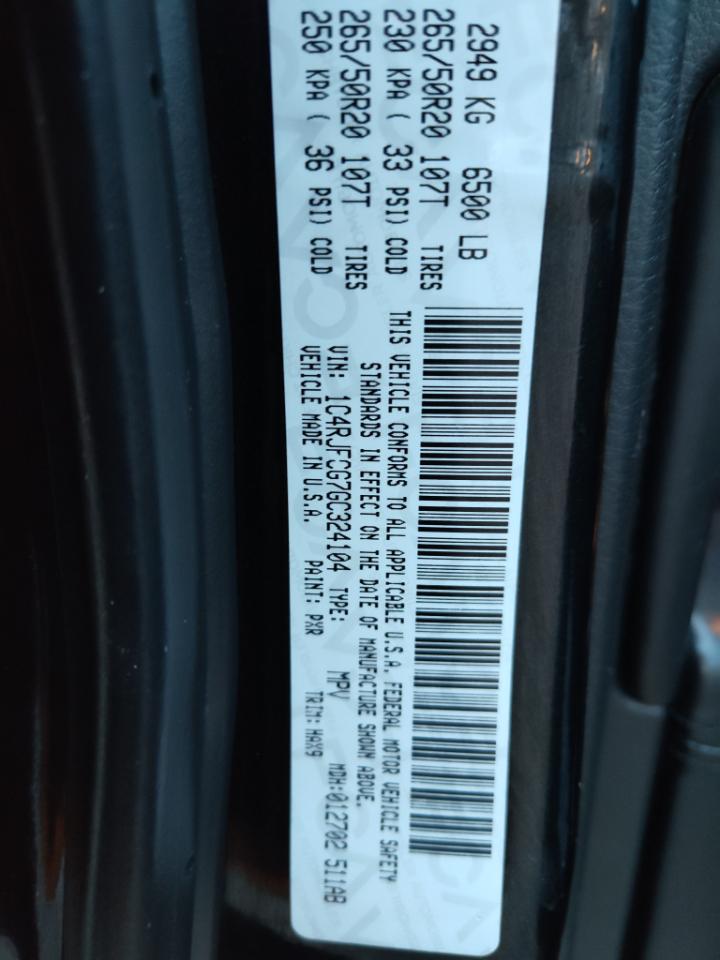 2949 KG 6500 LB
265/50R20 107T TIRES
230 KPA ( 33 PSI) COLD
265/50R20 107T TIRES
250 KPA ( 36 PSI) COLD
THIS VEHICLE CONFORMS TO ALL APPLICABLE U.S.A. FEDERAL MOTOR VEHICLE SAFETY
STANDARDS IN EFFECT ON THE DATE OF MANUFACTURE SHOWN ABOVE.
VIN: 1C4RJFCG7GC324104 TYPE: MPV MDH:012702 511AB
VEHICLE MADE IN U.S.A. PAINT: PXR TRIM: HAX9